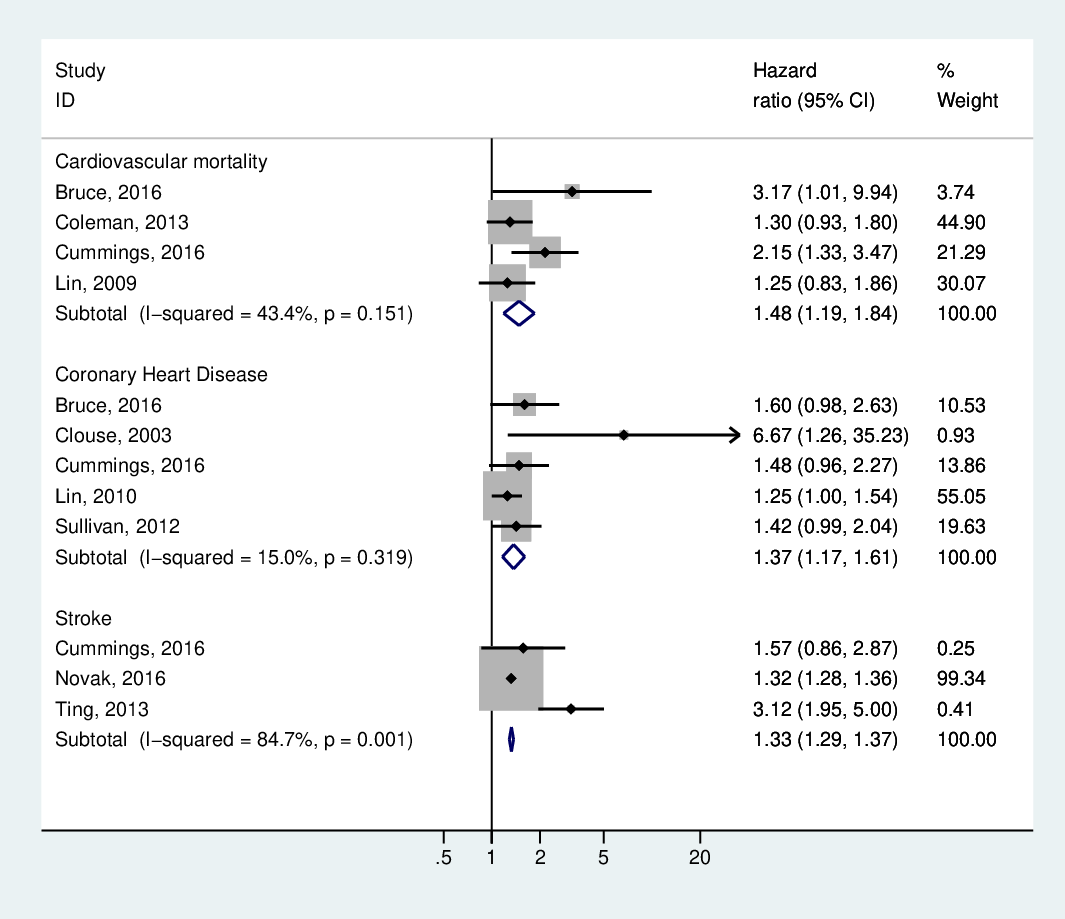 Study Hazard %
ID ratio (95% CI) Weight
Cardiovascular mortality
Bruce, 2016 3.17 (1.01, 9.94) 3.74
Coleman, 2013 1.30 (0.93, 1.80) 44.90
Cummings, 2016 2.15 (1.33, 3.47) 21.29
Lin, 2009 1.25 (0.83, 1.86) 30.07
Subtotal (I−squared = 43.4%, p = 0.151) 1.48 (1.19, 1.84) 100.00
Coronary Heart Disease
Bruce, 2016 1.60 (0.98, 2.63) 10.53
Clouse, 2003 6.67 (1.26, 35.23) 0.93
Cummings, 2016 1.48 (0.96, 2.27) 13.86
Lin, 2010 1.25 (1.00, 1.54) 55.05
Sullivan, 2012 1.42 (0.99, 2.04) 19.63
Subtotal (I−squared = 15.0%, p = 0.319) 1.37 (1.17, 1.61) 100.00
Stroke
Cummings, 2016 1.57 (0.86, 2.87) 0.25
Novak, 2016 1.32 (1.28, 1.36) 99.34
Ting, 2013 3.12 (1.95, 5.00) 0.41
Subtotal (I−squared = 84.7%, p = 0.001) 1.33 (1.29, 1.37) 100.00
.5 1 2 5 20